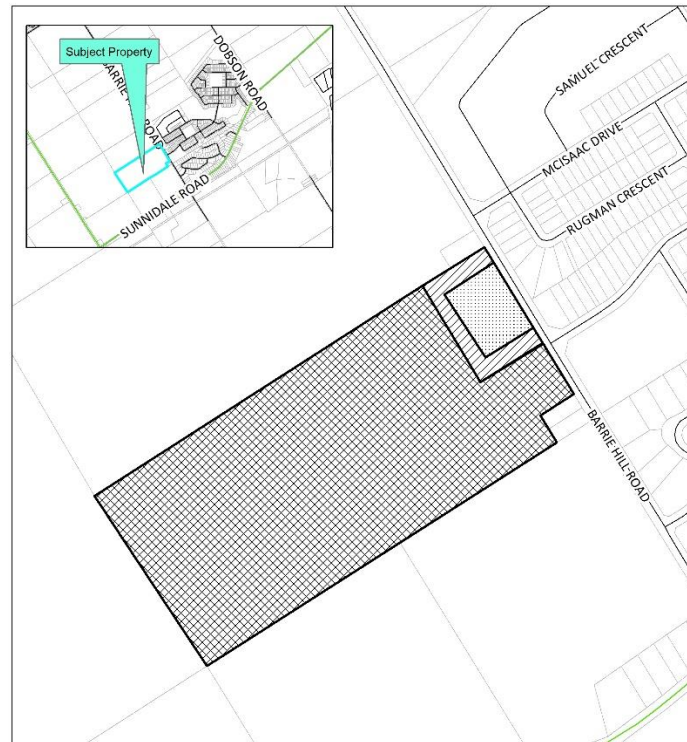 Subject Property
DOBSON ROAD
BARRIE HILL ROAD
SUNNIDALE ROAD
SAMUEL CRESCENT
MCISAAC DRIVE
RUGMAN CRESCENT
BARRIE HILL ROAD